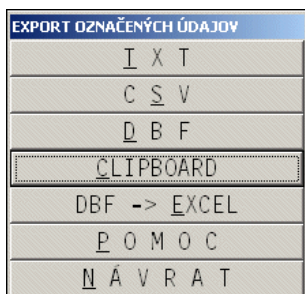 EXPORT OZNAČENÝCH ÚDAJOV
T X T
C S V
D B F
CLIPBOARD
DBF -> EXCEL
P O M O C
N Á V R A T